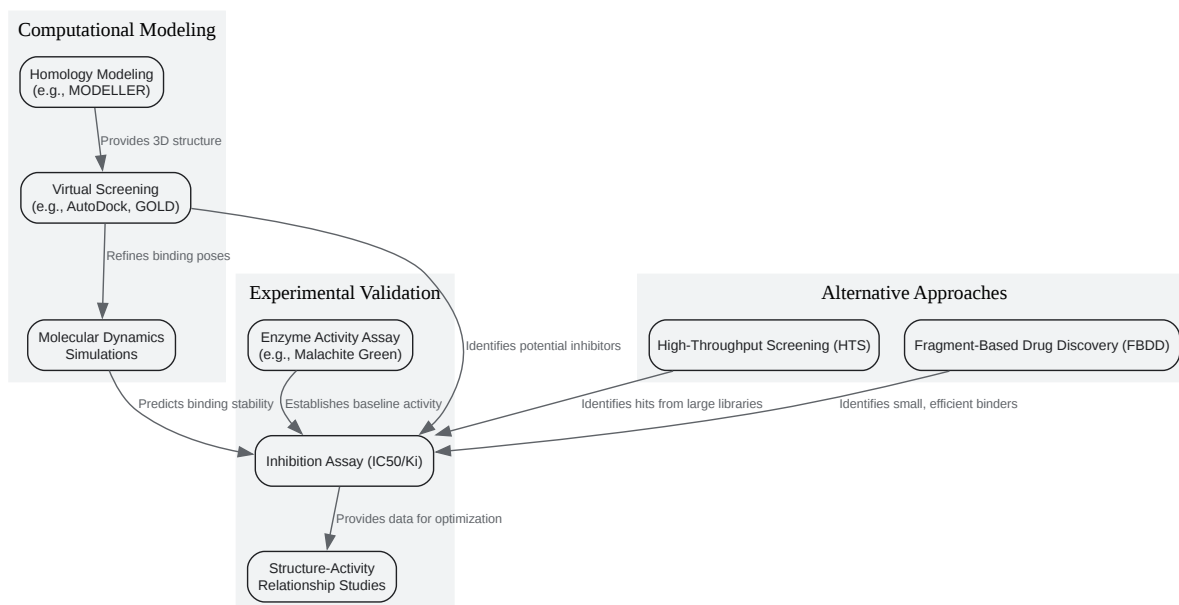 Computational Modeling
Homology Modeling
(e.g., MODELLER)
Provides 3D structure
Virtual Screening
(e.g., AutoDock, GOLD)
Refines binding poses
Molecular Dynamics
Simulations
Predicts binding stability
Experimental Validation
Enzyme Activity Assay
(e.g., Malachite Green)
Establishes baseline activity
Identifies potential inhibitors
Inhibition Assay (IC50/Ki)
Provides data for optimization
Structure-Activity
Relationship Studies
Alternative Approaches
High-Throughput Screening (HTS)
Fragment-Based Drug Discovery (FBDD)
Identifies hits from large libraries
Identifies small, efficient binders